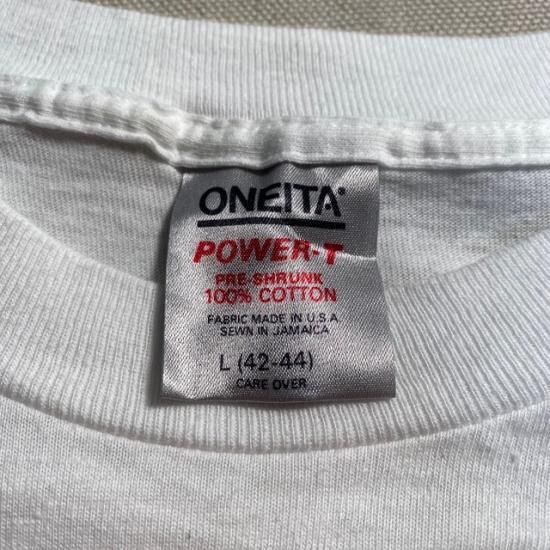 ONEITA®
POWER-T
PRE-SHRUNK
100% COTTON
FABRIC MADE IN U.S.A
SEWN IN JAMAICA
L (42-44)
CARE OVER